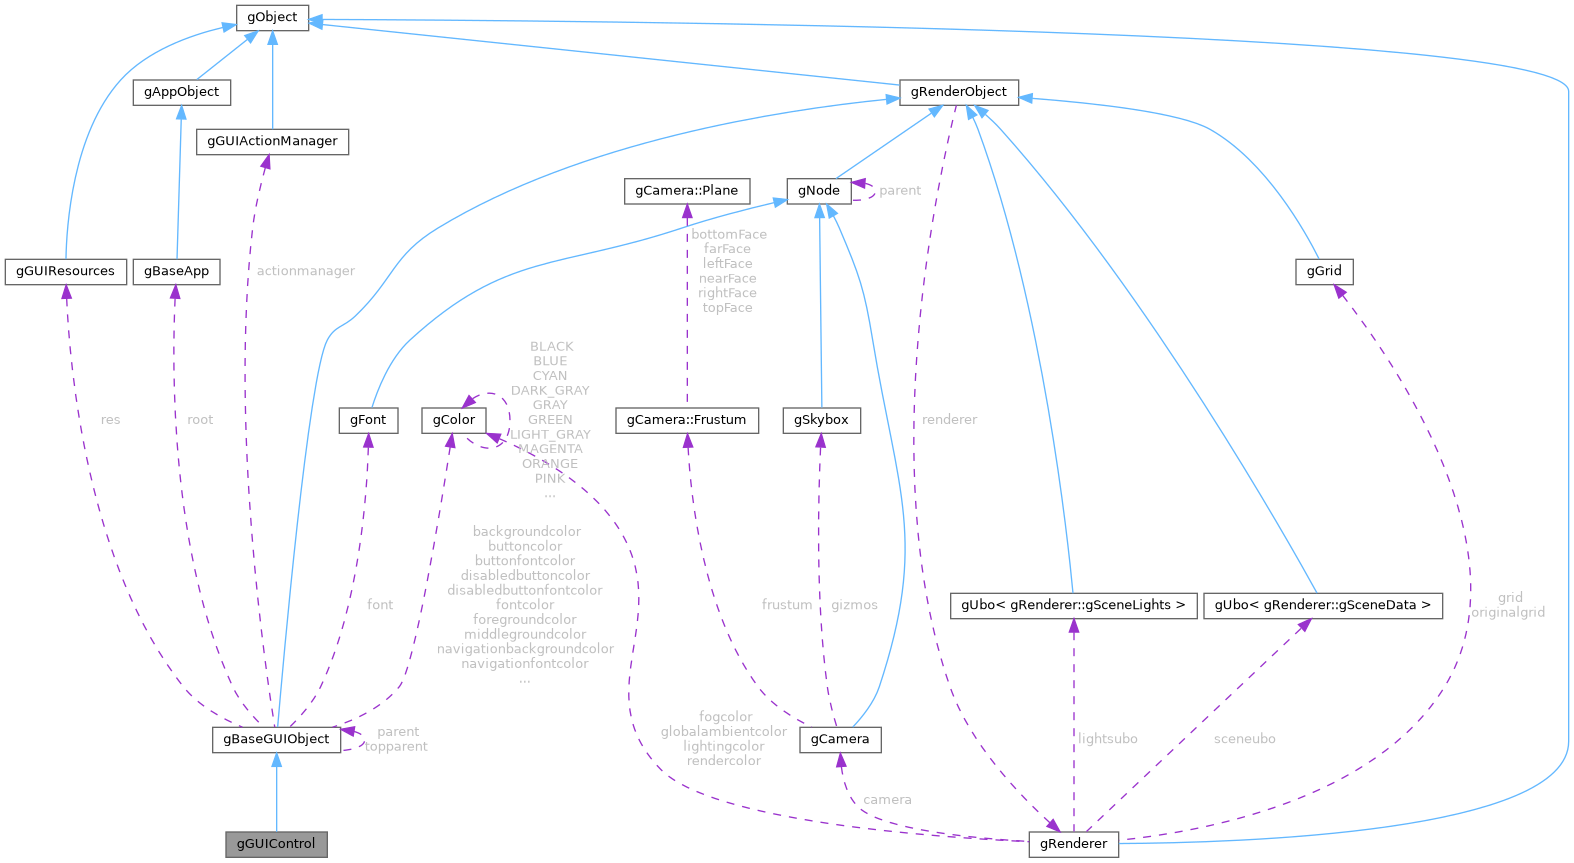 gObject
gAppObject
gRenderObject
gGUIActionManager
gCamera::Plane
gNode
parent
bottomFace
farFace
leftFace
nearFace
rightFace
topFace
gGUIResources
gBaseApp
actionmanager
gGrid
BLACK
BLUE
CYAN
DARK_GRAY
GRAY
GREEN
LIGHT_GRAY
MAGENTA
ORANGE
PINK
...
res
root
gFont
gColor
gCamera::Frustum
gSkybox
renderer
backgroundcolor
buttoncolor
buttonfontcolor
disabledbuttoncolor
disabledbuttonfontcolor
fontcolor
foregroundcolor
middlegroundcolor
navigationbackgroundcolor
navigationfontcolor
...
font
frustum
gizmos
gUbo< gRenderer::gSceneLights >
gUbo< gRenderer::gSceneData >
grid
originalgrid
fogcolor
globalambientcolor
lightingcolor
rendercolor
gBaseGUIObject
parent
topparent
gCamera
lightsubo
sceneubo
camera
gGUIControl
gRenderer